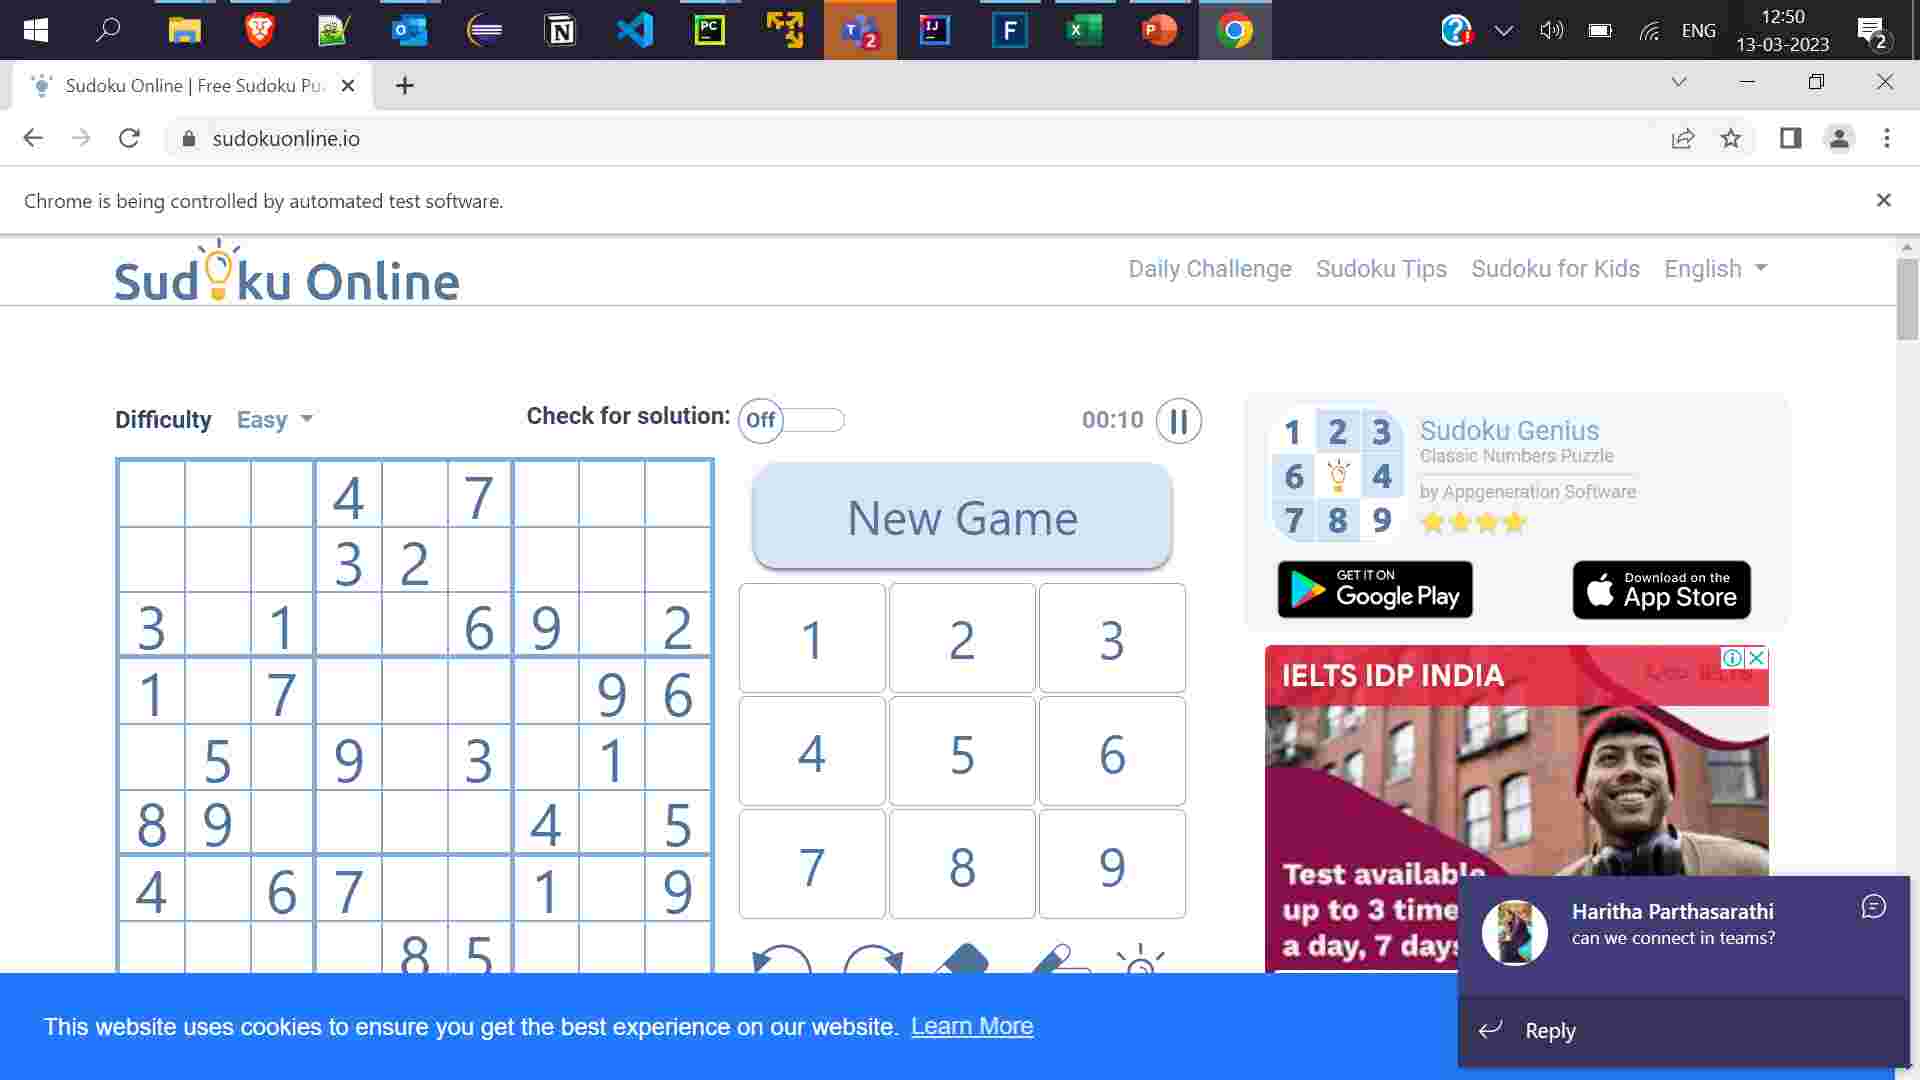 12:50
ENG
13-03-2023
2
2
Sudoku Online | Free Sudoku Pu
sudokuonline.io
Chrome is being controlled by automated test software.
Sudoku Online
Daily Challenge Sudoku Tips Sudoku for Kids English
Difficulty Easy Check for solution: Off 00:10
4 7
3 2
3 1 6 9 2
1 7 9 6
5 9 3 1
8 9 4 5
4 6 7 1 9
8 5
New Game
1 2 3
4 5 6
7 8 9
1 2 3
6 4
7 8 9
Sudoku Genius
Classic Numbers Puzzle
by Appgeneration Software
GET IT ON
Google Play
Download on the
App Store
IELTS IDP INDIA
Test available
up to 3 time
a day, 7 days
Haritha Parthasarathi
can we connect in teams?
Reply
This website uses cookies to ensure you get the best experience on our website. Learn More